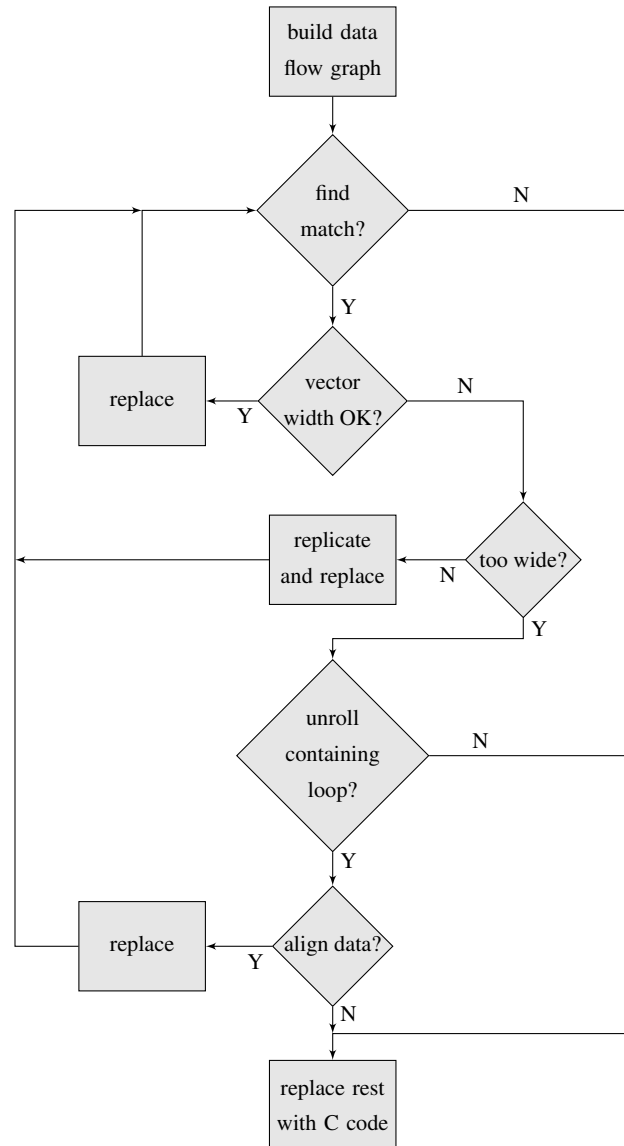 build data
flow graph
find
match?
N
Y
replace
Y
vector
width OK?
N
replicate
and replace
N
too wide?
Y
unroll
containing
loop?
N
Y
replace
Y
align data?
N
replace rest
with C code